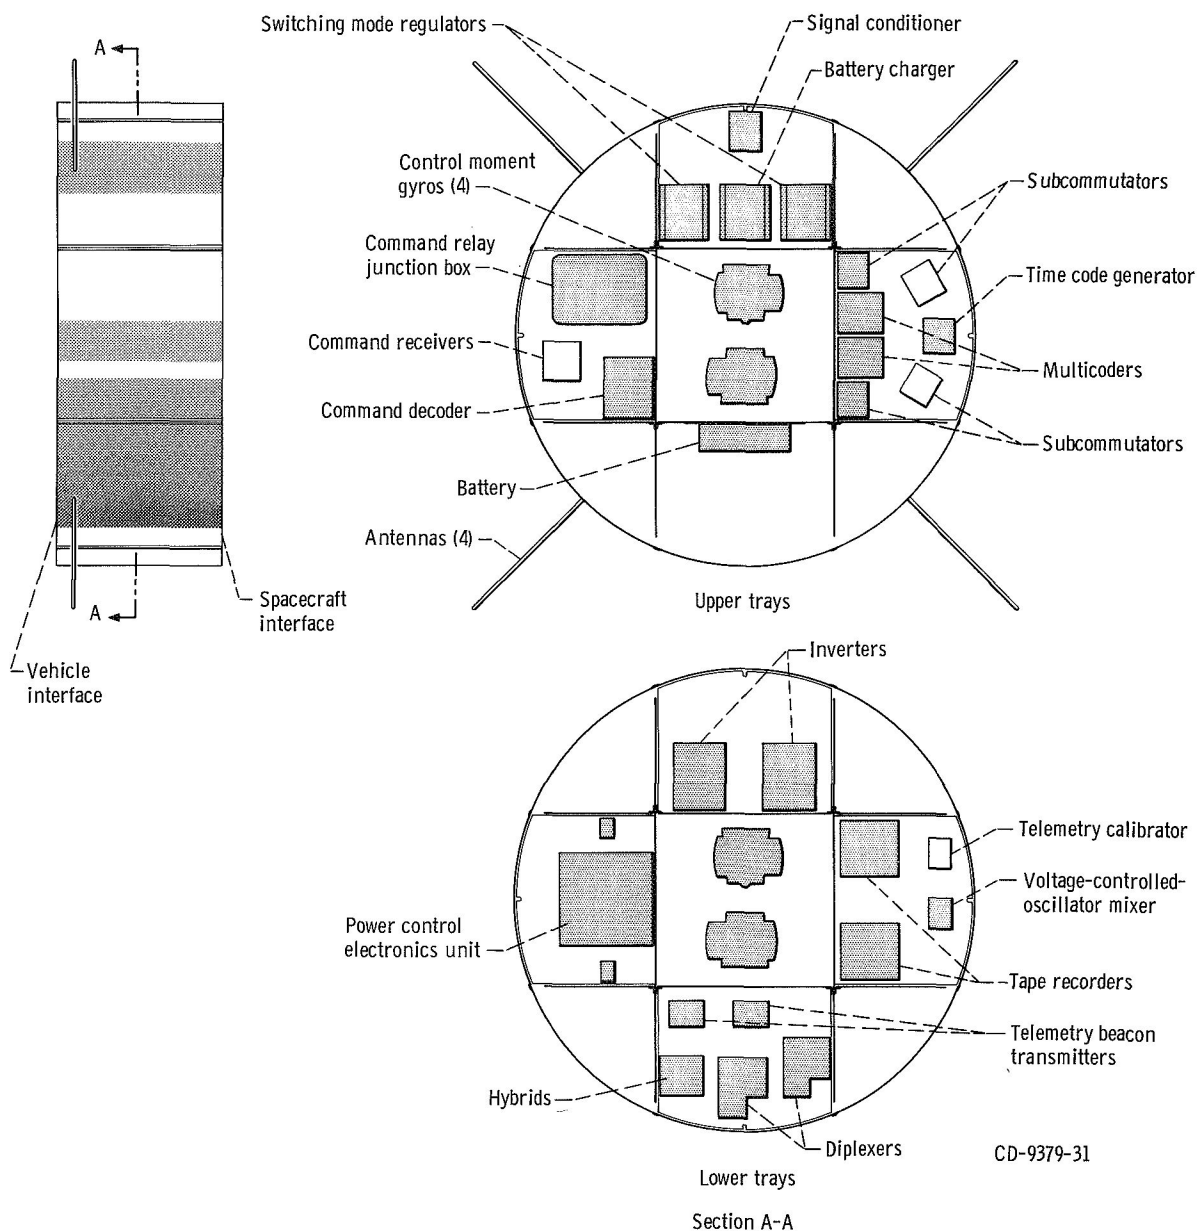 A
A
Vehicle
interface
Spacecraft
interface
Switching mode regulators
Signal conditioner
Battery charger
Control moment
gyros (4)
Subcommutators
Command relay
junction box
Time code generator
Command receivers
Multicoders
Command decoder
Subcommutators
Battery
Antennas (4)
Upper trays
Inverters
Telemetry calibrator
Voltage-controlled-
oscillator mixer
Power control
electronics unit
Tape recorders
Telemetry beacon
transmitters
Hybrids
Diplexers
CD-9379-31
Lower trays
Section A-A